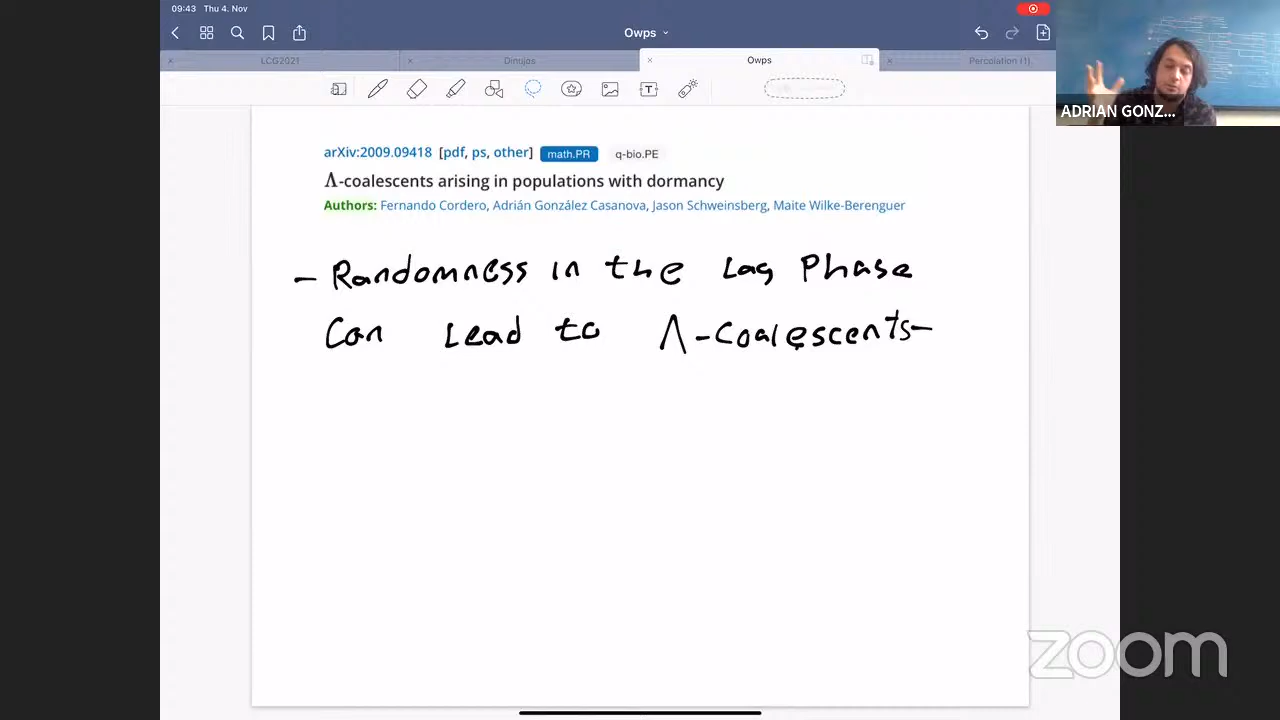 09:43 Thu 4. Nov
Owps
LCG2021
Dinujos
Owps
Percolation (1)
ADRIAN GONZ...
arXiv:2009.09418 [pdf, ps, other] math.PR q-bio.PE
Λ-coalescents arising in populations with dormancy
Authors: Fernando Cordero, Adrián González Casanova, Jason Schweinsberg, Maite Wilke-Berenguer
- Randomness in the Lag Phase
Can Lead to Λ-Coalescents-
zoom